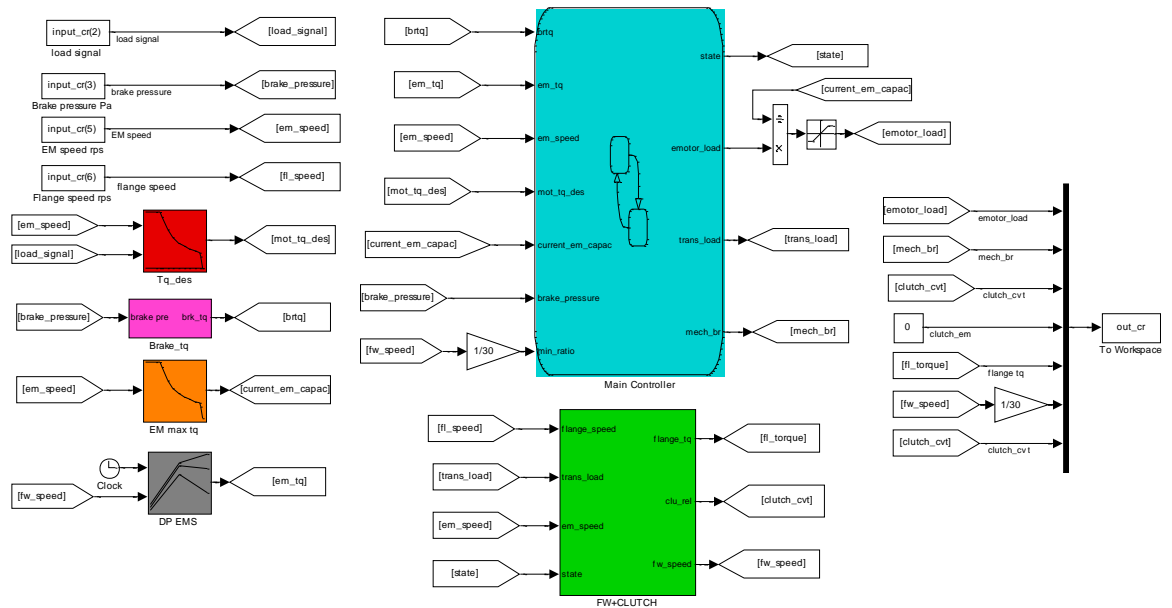 input_cr(2)
load signal
load signal
[load_signal]
input_cr(3)
brake pressure
Brake pressure Pa
[brake_pressure]
input_cr(5)
EM speed
EM speed rps
[em_speed]
input_cr(6)
flange speed
Flange speed rps
[fl_speed]
[em_speed]
[load_signal]
Tq_des
[mot_tq_des]
[brake_pressure]
brake pre
brk_tq
Brake_tq
[brtq]
[em_speed]
EM max tq
[current_em_capac]
Clock
[fw_speed]
DP EMS
[em_tq]
[brtq]
[em_tq]
[em_speed]
[mot_tq_des]
[current_em_capac]
[brake_pressure]
[fw_speed]
1/30
brtq
em_tq
em_speed
mot_tq_des
current_em_capac
brake_pressure
min_ratio
state
emotor_load
trans_load
mech_br
Main Controller
[state]
[current_em_capac]
÷
×
[emotor_load]
[trans_load]
[mech_br]
[fl_speed]
[trans_load]
[em_speed]
[state]
flange_speed
trans_load
em_speed
state
flange_tq
clu_rel
fw_speed
FW+CLUTCH
[fl_torque]
[clutch_cvt]
[fw_speed]
[emotor_load]
emotor_load
[mech_br]
mech_br
[clutch_cvt]
clutch_cvt
0
clutch_em
[fl_torque]
flange tq
[fw_speed]
1/30
[clutch_cvt]
clutch_cvt
out_cr
To Workspace